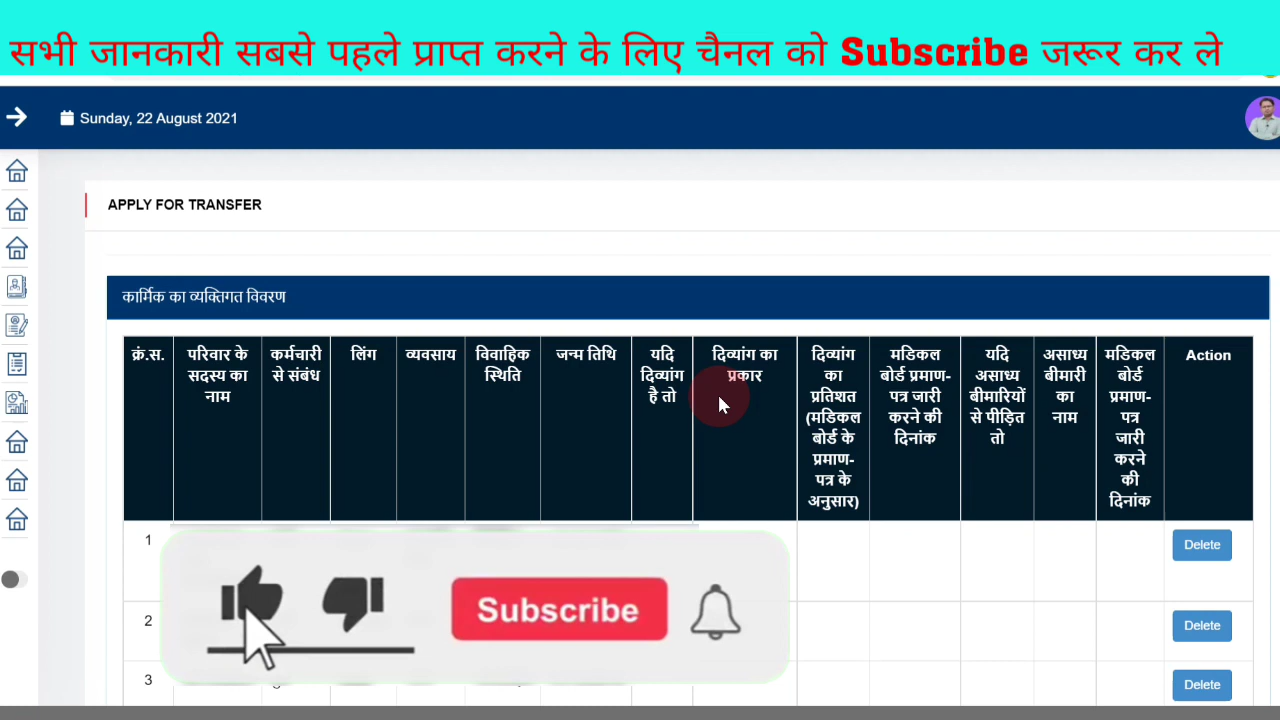 सभी जानकारी सबसे पहले प्राप्त करने के लिए चैनल को Subscribe जरूर कर ले
Sunday, 22 August 2021
APPLY FOR TRANSFER
कार्मिक का व्यक्तिगत विवरण
क्रं.स.
परिवार के
सदस्य का
नाम
कर्मचारी
से संबंध
लिंग
व्यवसाय
विवाहिक
स्थिति
जन्म तिथि
यदि
दिव्यांग
है तो
दिव्यांग का
प्रकार
दिव्यांग
का
प्रतिशत
(मडिकल
बोर्ड के
प्रमाण-
पत्र के
अनुसार)
मडिकल
बोर्ड प्रमाण-
पत्र जारी
करने की
दिनांक
यदि
असाध्य
बीमारियों
से पीड़ित
तो
असाध्य
बीमारी
का
नाम
मडिकल
बोर्ड
प्रमाण-
पत्र
जारी
करने
की
दिनांक
Action
1
Delete
Subscribe
2
Delete
3
Delete